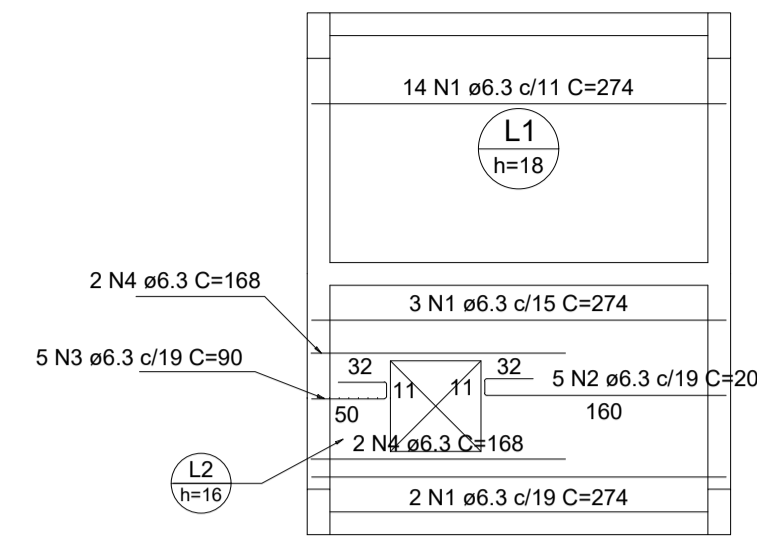 14 N1 ø6.3 c/11 C=274
L1
h=18
2 N4 ø6.3 C=168
3 N1 ø6.3 c/15 C=274
5 N3 ø6.3 c/19 C=90
32
32
11
11
5 N2 ø6.3 c/19 C=20
50
160
2 N4 ø6.3 C=168
L2
h=16
2 N1 ø6.3 c/19 C=274